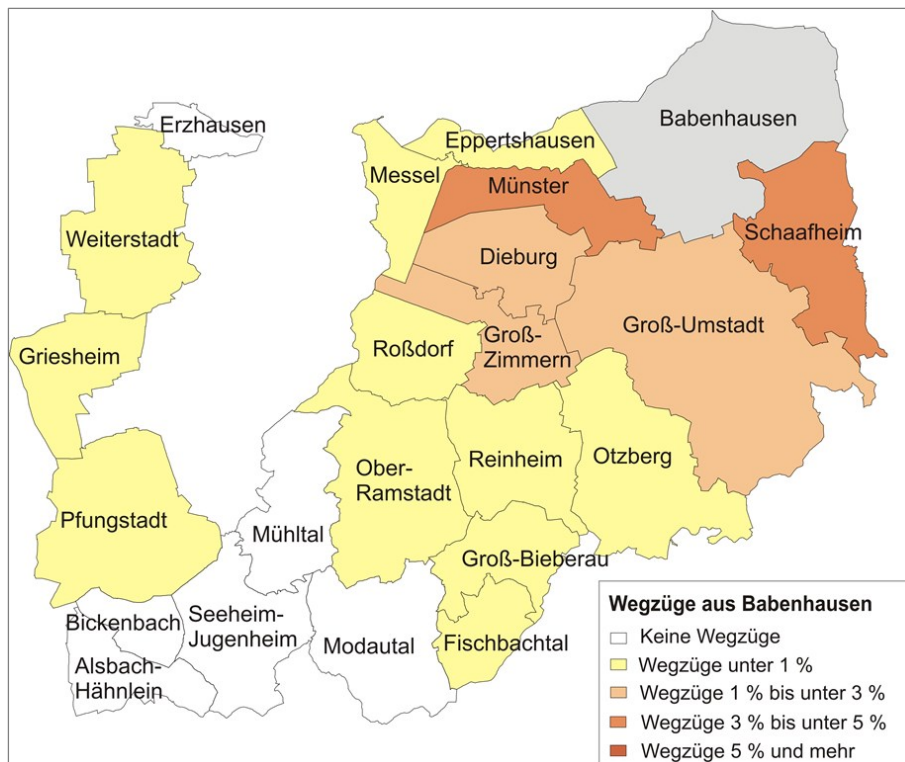 Erzhausen
Babenhausen
Eppertshausen
Messel
Münster
Weiterstadt
Schaafheim
Dieburg
Groß-Umstadt
Griesheim
Roßdorf
Groß-
Zimmern
Ober-
Ramstadt
Reinheim
Otzberg
Pfungstadt
Mühltal
Groß-Bieberau
Bickenbach
Seeheim-
Jugenheim
Modautal
Fischbachtal
Alsbach-
Hähnlein
Wegzüge aus Babenhausen
Keine Wegzüge
Wegzüge unter 1 %
Wegzüge 1 % bis unter 3 %
Wegzüge 3 % bis unter 5 %
Wegzüge 5 % und mehr